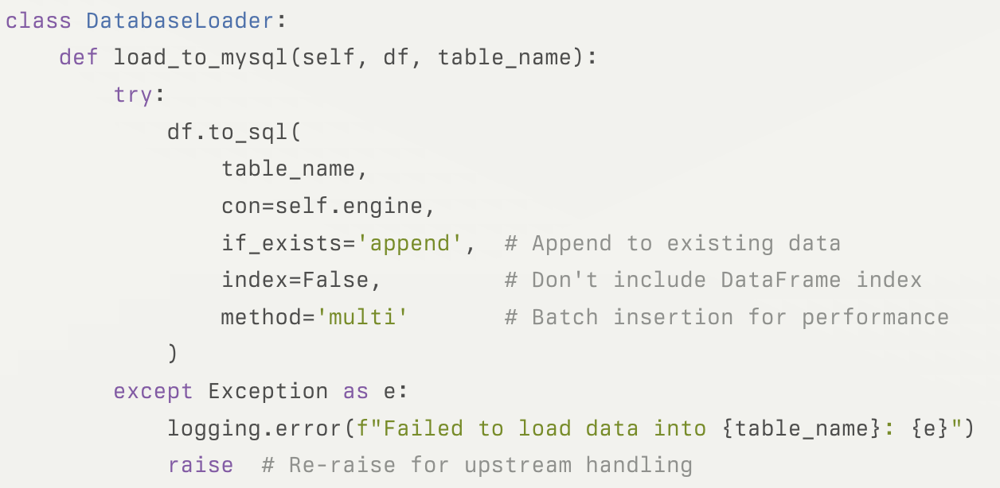 class DatabaseLoader:
    def load_to_mysql(self, df, table_name):
        try:
            df.to_sql(
                table_name,
                con=self.engine,
                if_exists='append',  # Append to existing data
                index=False,         # Don't include DataFrame index
                method='multi'       # Batch insertion for performance
            )
        except Exception as e:
            logging.error(f"Failed to load data into {table_name}: {e}")
            raise  # Re-raise for upstream handling